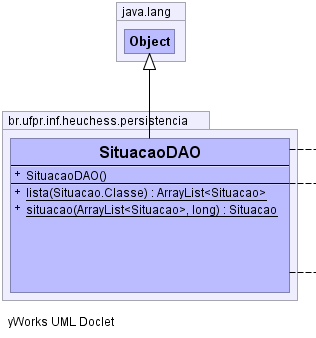 java.lang
Object
br.ufpr.inf.heuchess.persistencia
SituacaoDAO
+ SituacaoDAO()
+ lista(Situacao.Classe) : ArrayList<Situacao>
+ situacao(ArrayList<Situacao>, long) : Situacao
yWorks UML Doclet